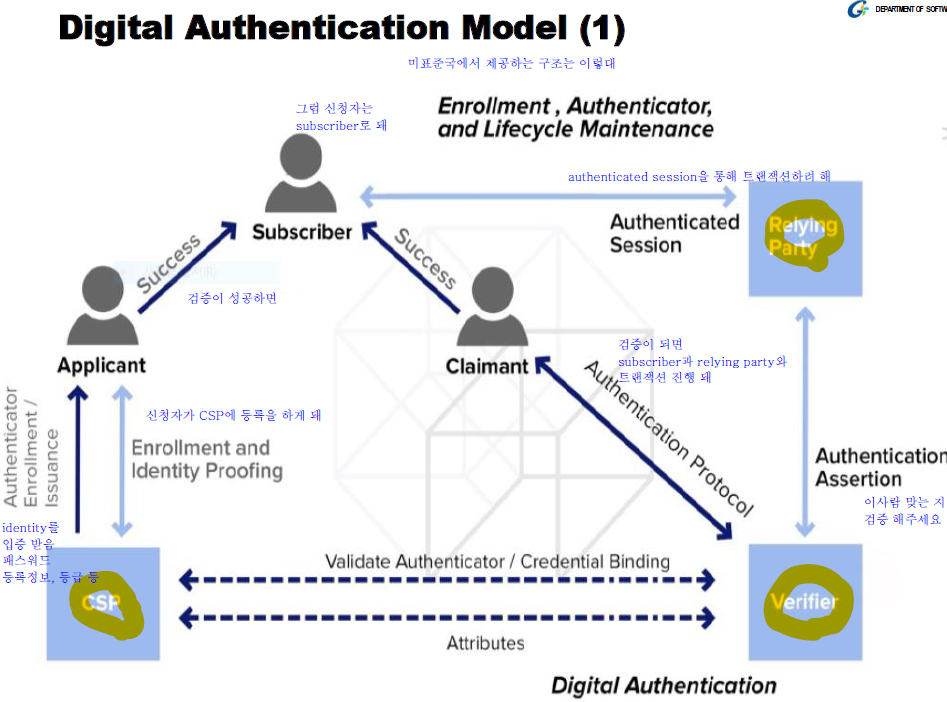 Digital Authentication Model (1)
DEPARTMENT OF SOFTW
미표준국에서 제공하는 구조는 이렇대
그럼 신청자는
subscriber로 돼
Enrollment , Authenticator,
and Lifecycle Maintenance
authenticated session을 통해 트랜잭션하려 해
Subscriber
Authenticated
Session
Relying
Party
Success
Success
검증이 성공하면
Applicant
Claimant
검증이 되면
subscriber과 relying party와
트랜잭션 진행 돼
Authenticator
Enrollment /
Issuance
신청자가 CSP에 등록을 하게 돼
Enrollment and
Identity Proofing
Authentication Protocol
Authentication
Assertion
이사람 맞는 지
검증 해주세요
identity를
입증 받음
패스워드
등록정보, 등급 등
CSP
Validate Authenticator / Credential Binding
Verifier
Attributes
Digital Authentication